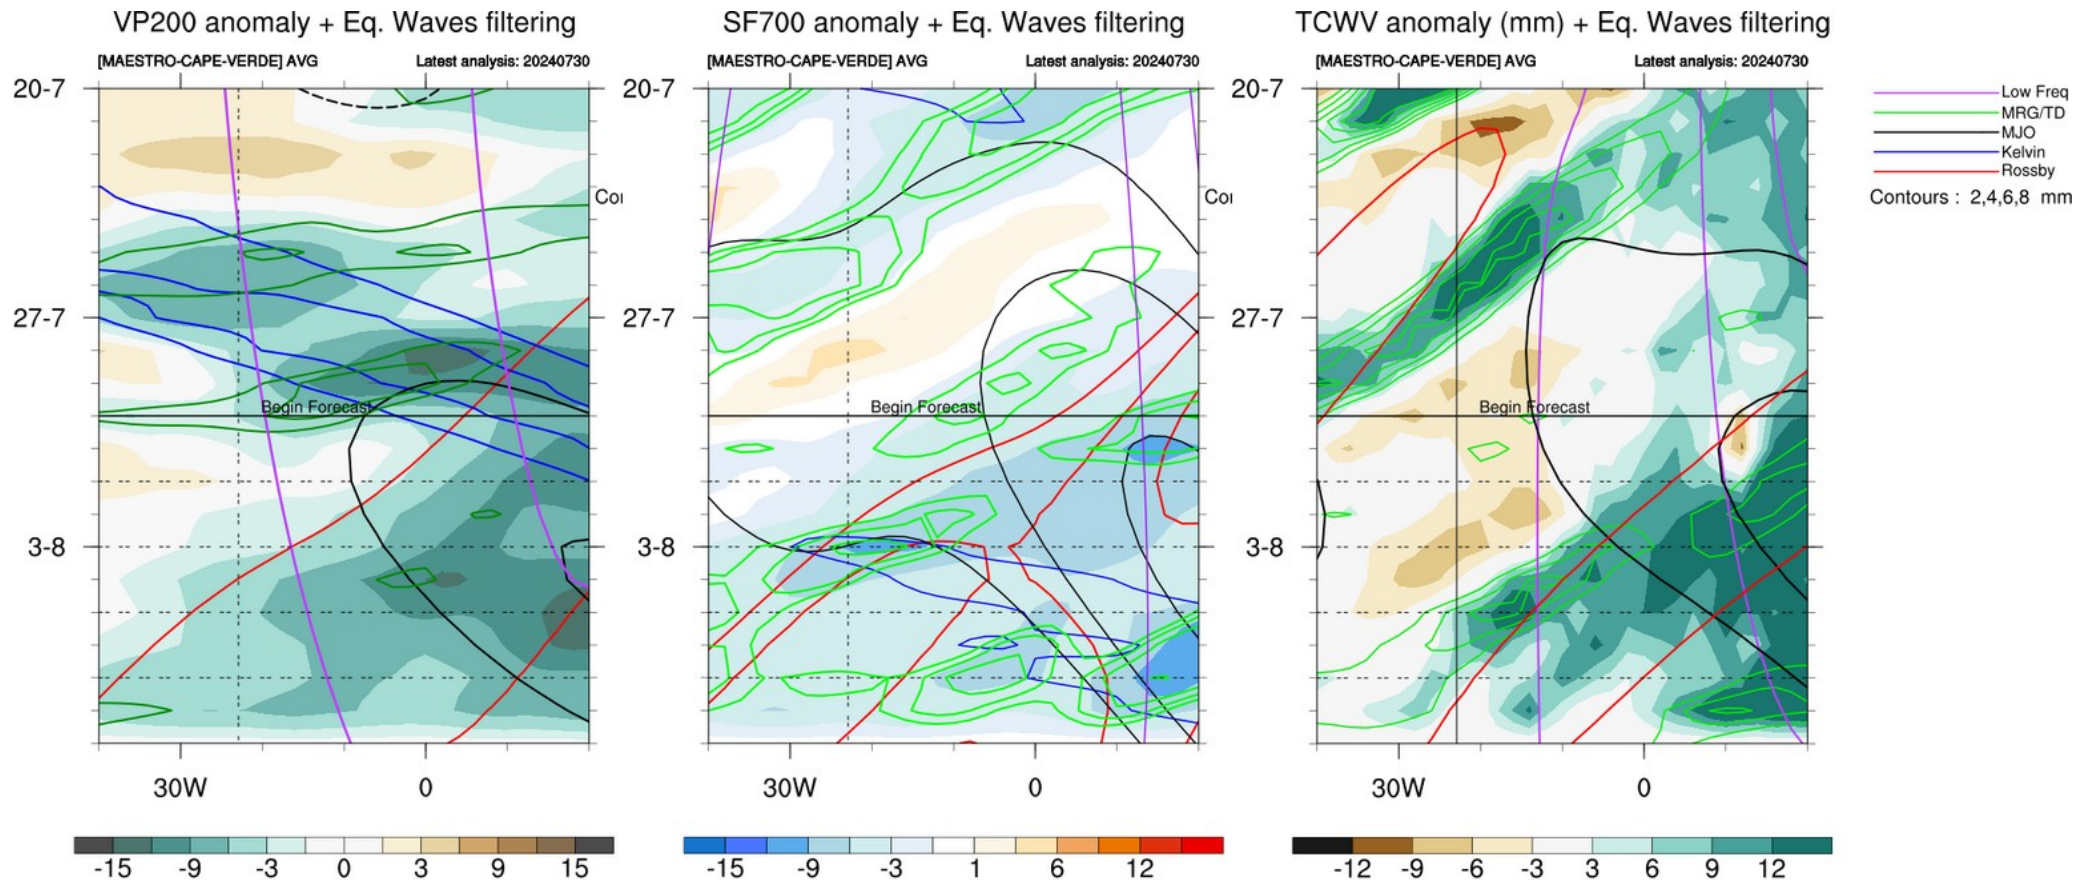 VP200 anomaly + Eq. Waves filtering
[MAESTRO-CAPE-VERDE] AVG Latest analysis: 20240730
20-7
27-7
3-8
Coı
Begin Forecast
30W 0
-15 -9 -3 0 3 9 15
SF700 anomaly + Eq. Waves filtering
[MAESTRO-CAPE-VERDE] AVG Latest analysis: 20240730
20-7
27-7
3-8
Coı
Begin Forecast
30W 0
-15 -9 -3 1 6 12
TCWV anomaly (mm) + Eq. Waves filtering
[MAESTRO-CAPE-VERDE] AVG Latest analysis: 20240730
20-7
27-7
3-8
Begin Forecast
30W 0
-12 -9 -6 -3 3 6 9 12
Low Freq
MRG/TD
MJO
Kelvin
Rossby
Contours : 2,4,6,8 mm